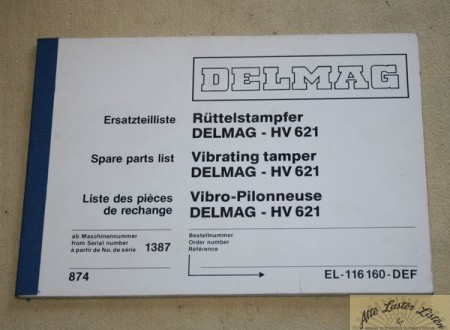 DELMAG
Ersatzteilliste
Rüttelstampfer
DELMAG - HV 621
Spare parts list
Vibrating tamper
DELMAG - HV 621
Liste des pièces
de rechange
Vibro-Pilonneuse
DELMAG - HV 621
ab Maschinennummer
from Serial number
à partir de No. de série
1387
Bestellnummer
Order number
Référence
874
EL-116 160-DEF
Alte Laster Listen